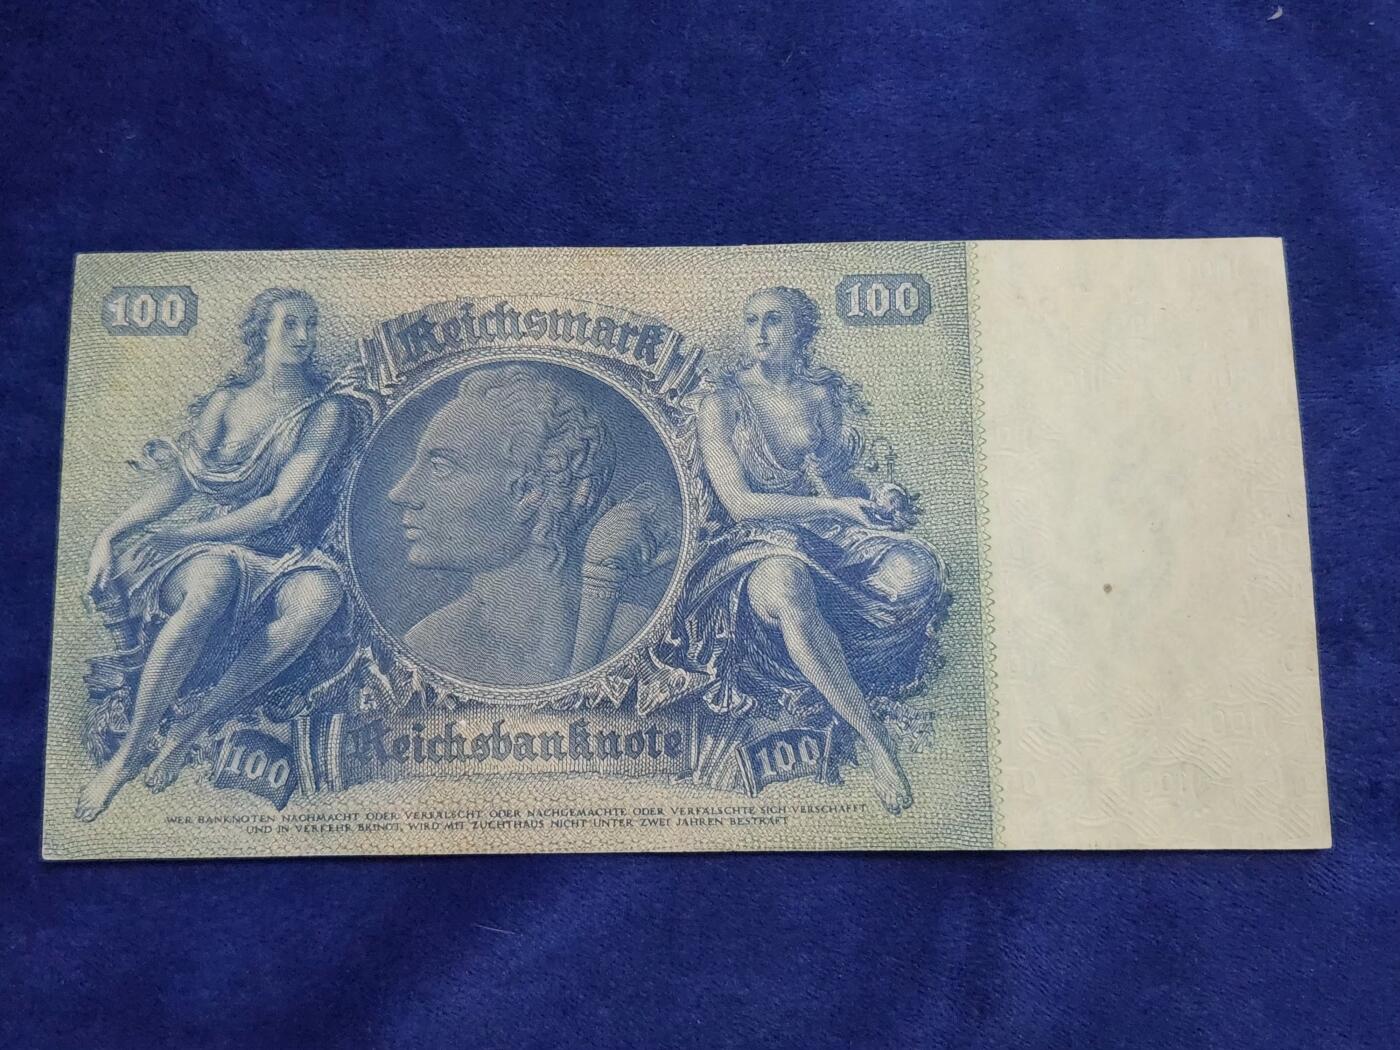 100
100
Reichsmark
Reichsbanknote
100
100
WER BANKNOTEN NACHMACHT ODER VERFÄLSCHT ODER NACHGEMACHTE ODER VERFÄLSCHTE SICH VERSCHAFFT
UND IN VERKEHR BRINGT, WIRD MIT ZUCHTHAUS NICHT UNTER ZWEI JAHREN BESTRAFT